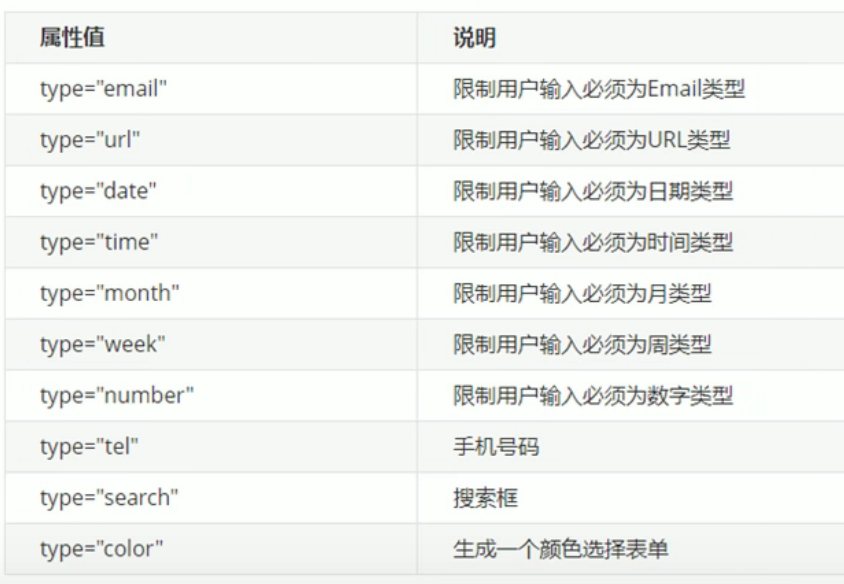 属性值 说明
type="email" 限制用户输入必须为Email类型
type="url" 限制用户输入必须为URL类型
type="date" 限制用户输入必须为日期类型
type="time" 限制用户输入必须为时间类型
type="month" 限制用户输入必须为月类型
type="week" 限制用户输入必须为周类型
type="number" 限制用户输入必须为数字类型
type="tel" 手机号码
type="search" 搜索框
type="color" 生成一个颜色选择表单